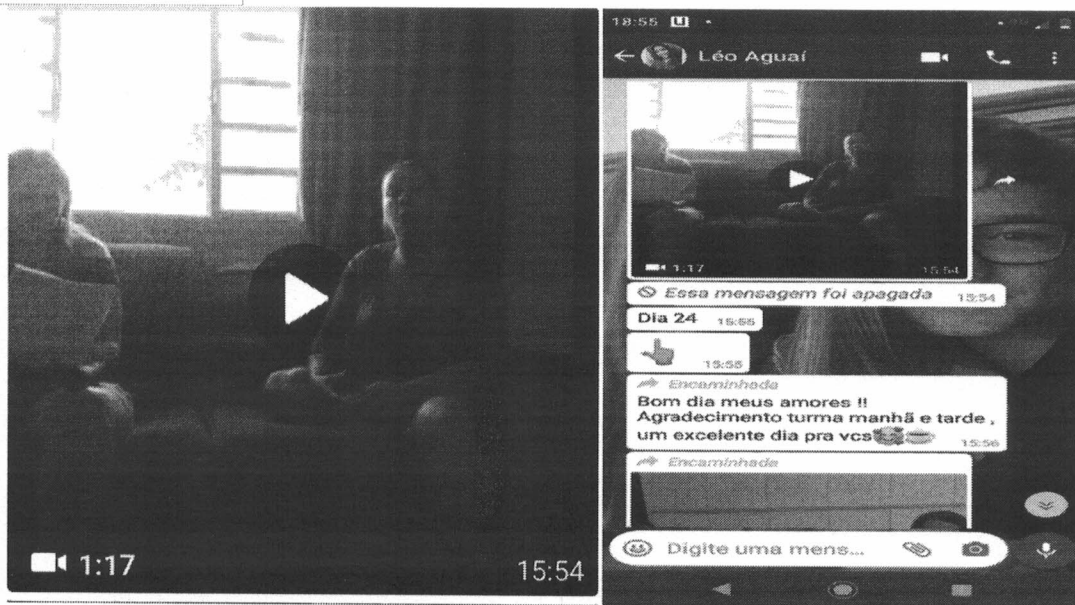 1:17
15:54
18:55
Léo Aguaí
1:17
15:54
Essa mensagem foi apagada 15:54
Dia 24 15:55
15:55
Encaminhada
Bom dia meus amores !!
Agradecimento turma manhã e tarde ,
um excelente dia pra vcs 15:56
Encaminhada
Digite uma mens...